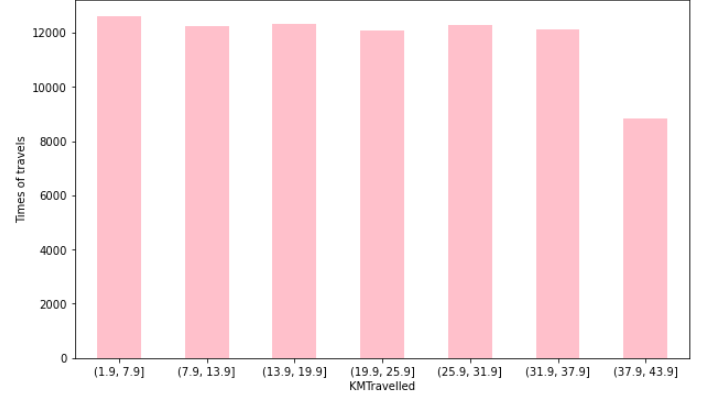 12000
10000
8000
6000
4000
2000
0
Times of travels
(1.9, 7.9] (7.9, 13.9] (13.9, 19.9] (19.9, 25.9] (25.9, 31.9] (31.9, 37.9] (37.9, 43.9]
KMTravelled